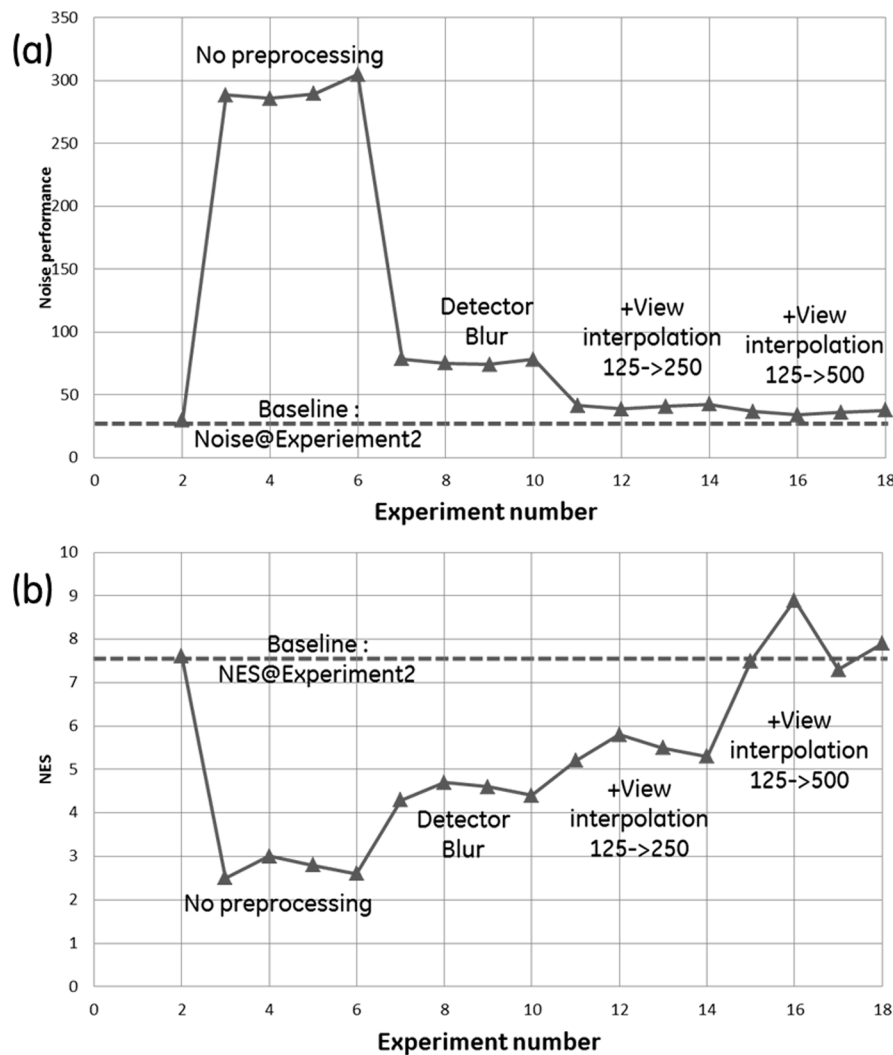 (a)
350
300
250
200
150
100
50
0
Noise performance
No preprocessing
Detector
Blur
+View
interpolation
125->250
+View
interpolation
125->500
Baseline :
Noise@Experiement2
0 2 4 6 8 10 12 14 16 18
Experiment number
(b)
10
9
8
7
6
5
4
3
2
1
0
NES
Baseline :
NES@Experiment2
No preprocessing
Detector
Blur
+View
interpolation
125->250
+View
interpolation
125->500
0 2 4 6 8 10 12 14 16 18
Experiment number